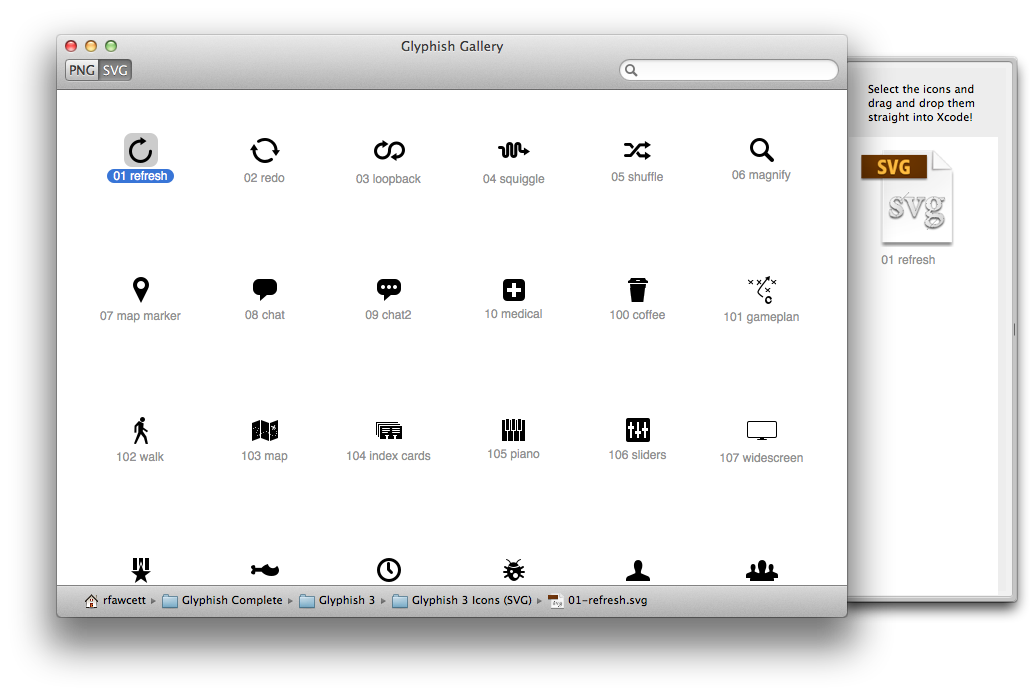 Glyphish Gallery
PNG SVG
Select the icons and
drag and drop them
straight into Xcode!
01 refresh
02 redo
03 loopback
04 squiggle
05 shuffle
06 magnify
SVG
svg
01 refresh
07 map marker
08 chat
09 chat2
10 medical
100 coffee
101 gameplan
102 walk
103 map
104 index cards
105 piano
106 sliders
107 widescreen
rfawcett ▸ Glyphish Complete ▸ Glyphish 3 ▸ Glyphish 3 Icons (SVG) ▸ 01-refresh.svg